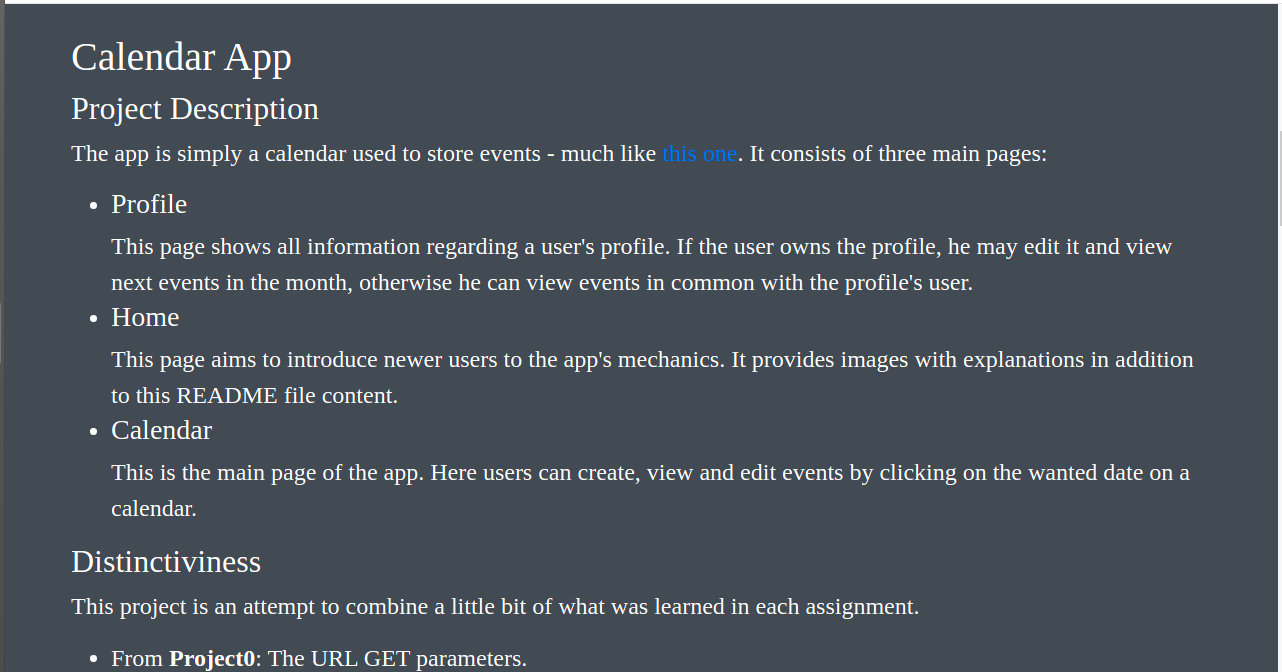 Calendar App
Project Description
The app is simply a calendar used to store events - much like this one. It consists of three main pages:
Profile
This page shows all information regarding a user's profile. If the user owns the profile, he may edit it and view
next events in the month, otherwise he can view events in common with the profile's user.
Home
This page aims to introduce newer users to the app's mechanics. It provides images with explanations in addition
to this README file content.
Calendar
This is the main page of the app. Here users can create, view and edit events by clicking on the wanted date on a
calendar.
Distinctiviness
This project is an attempt to combine a little bit of what was learned in each assignment.
From Project0: The URL GET parameters.